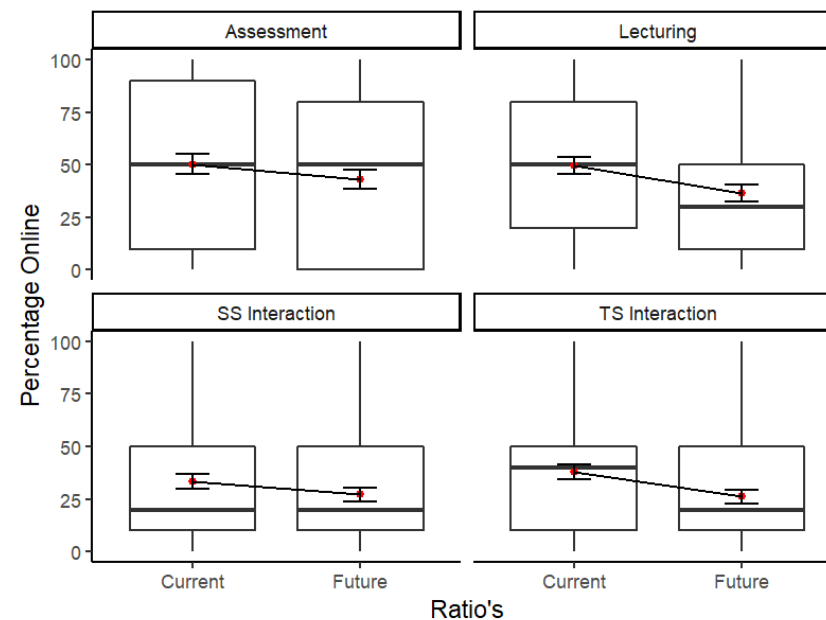 Assessment
Lecturing
100
75
50
25
0
SS Interaction
TS Interaction
100
75
50
25
0
Percentage Online
Current
Future
Current
Future
Ratio's